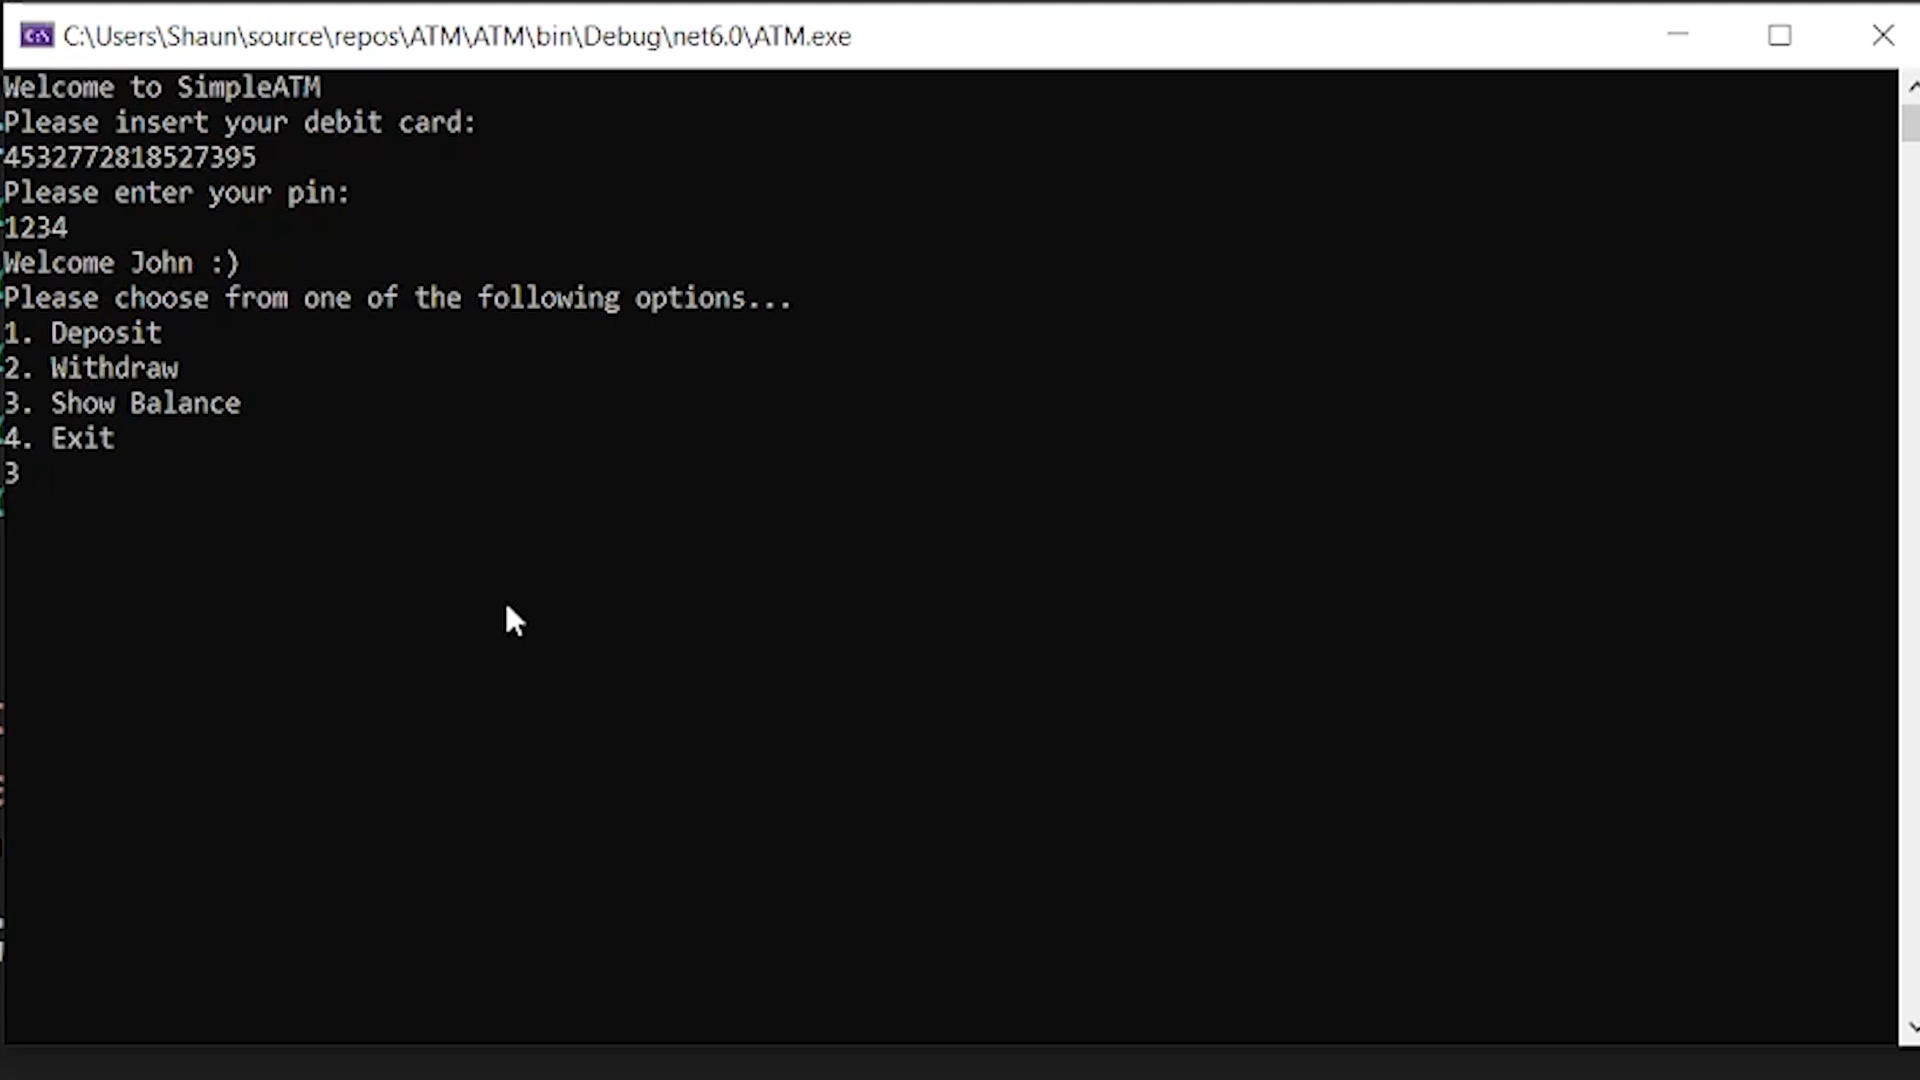 C:\Users\Shaun\source\repos\ATM\ATM\bin\Debug\net6.0\ATM.exe
Welcome to SimpleATM
Please insert your debit card:
4532772818527395
Please enter your pin:
1234
Welcome John :)
Please choose from one of the following options...
1. Deposit
2. Withdraw
3. Show Balance
4. Exit
3